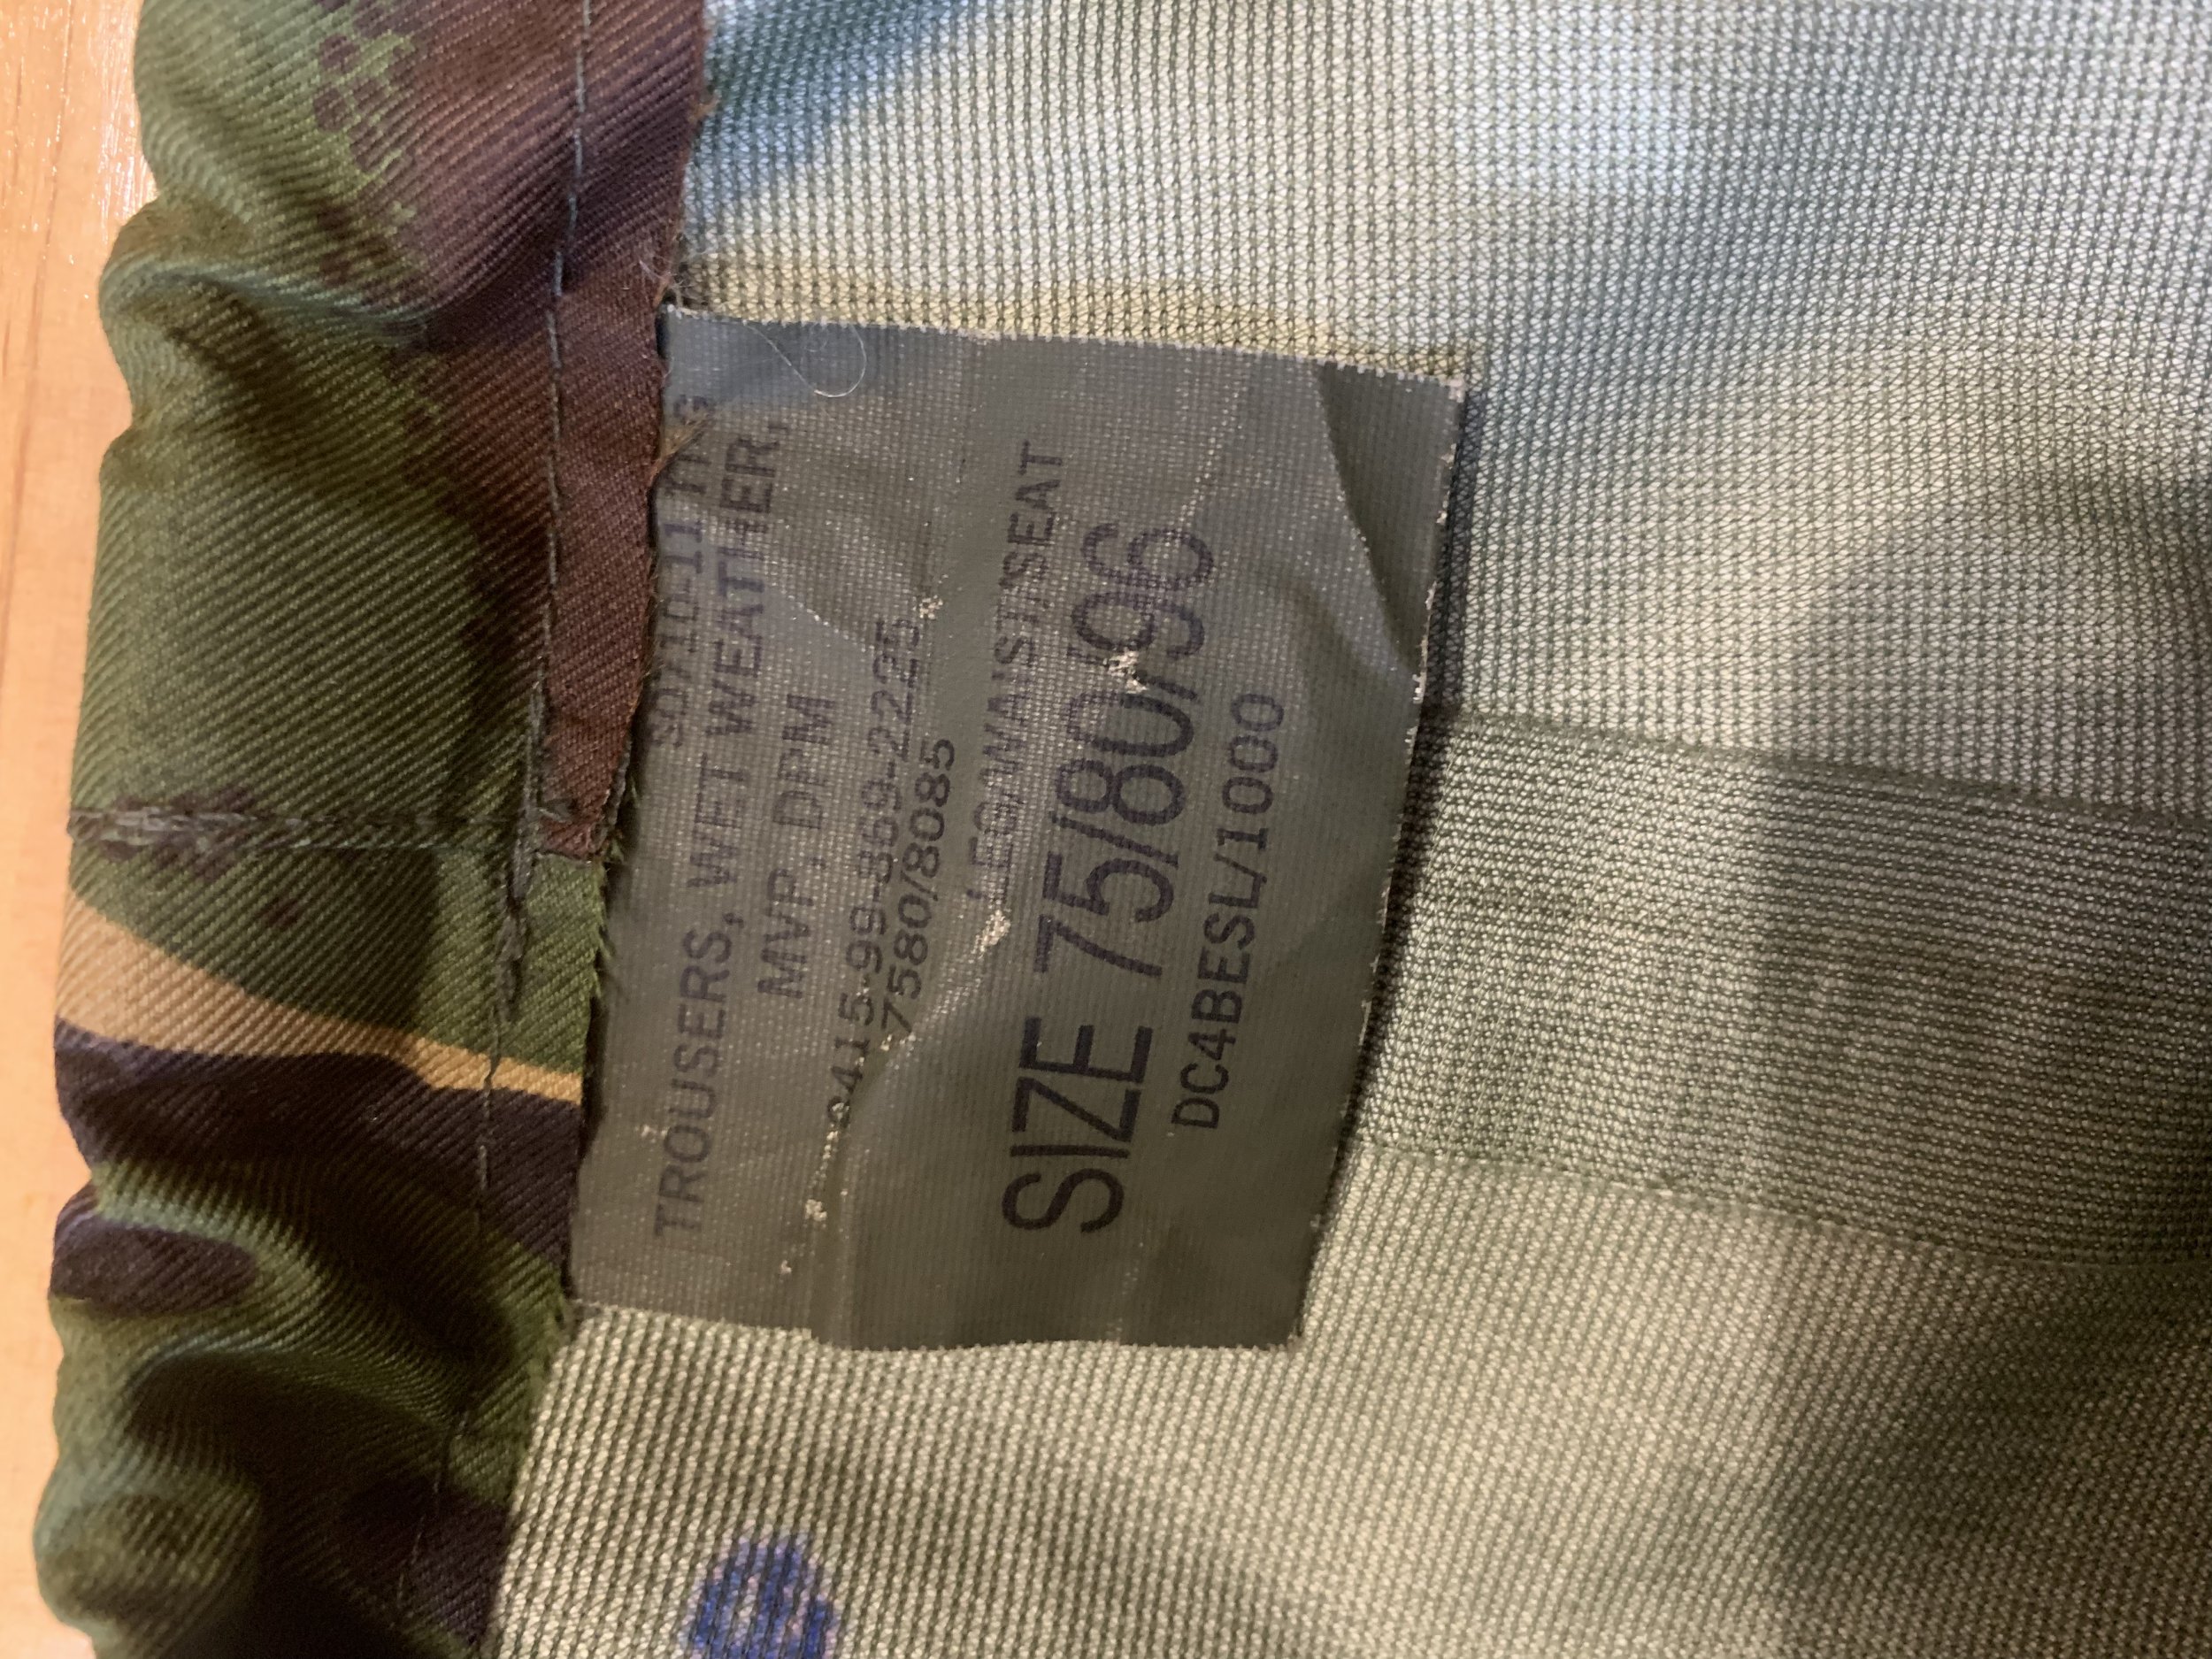 TROUSERS, WET WEATHER,
MVP, DPM
8415-99-869-2225
7580/8085
LEG/WAIST/SEAT
SIZE 75/80/96
DC4BESL/1000